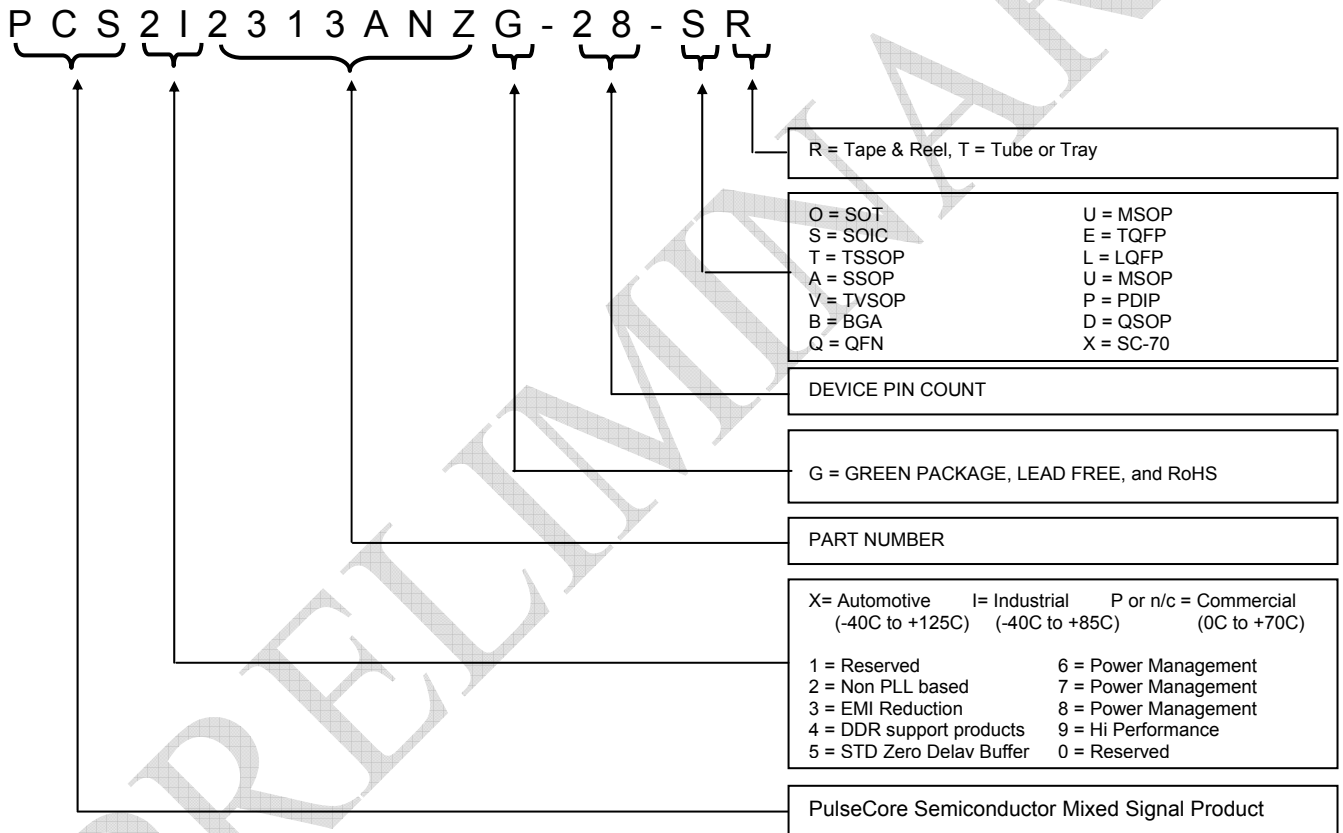 P C S 2 I 2 3 1 3 A N Z G - 2 8 - S R
R = Tape & Reel, T = Tube or Tray
O = SOT U = MSOP
S = SOIC E = TQFP
T = TSSOP L = LQFP
A = SSOP U = MSOP
V = TVSOP P = PDIP
B = BGA D = QSOP
Q = QFN X = SC-70
DEVICE PIN COUNT
G = GREEN PACKAGE, LEAD FREE, and RoHS
PART NUMBER
X= Automotive I= Industrial P or n/c = Commercial
(-40C to +125C) (-40C to +85C) (0C to +70C)
1 = Reserved 6 = Power Management
2 = Non PLL based 7 = Power Management
3 = EMI Reduction 8 = Power Management
4 = DDR support products 9 = Hi Performance
5 = STD Zero Delay Buffer 0 = Reserved
PulseCore Semiconductor Mixed Signal Product
RELIMINAR